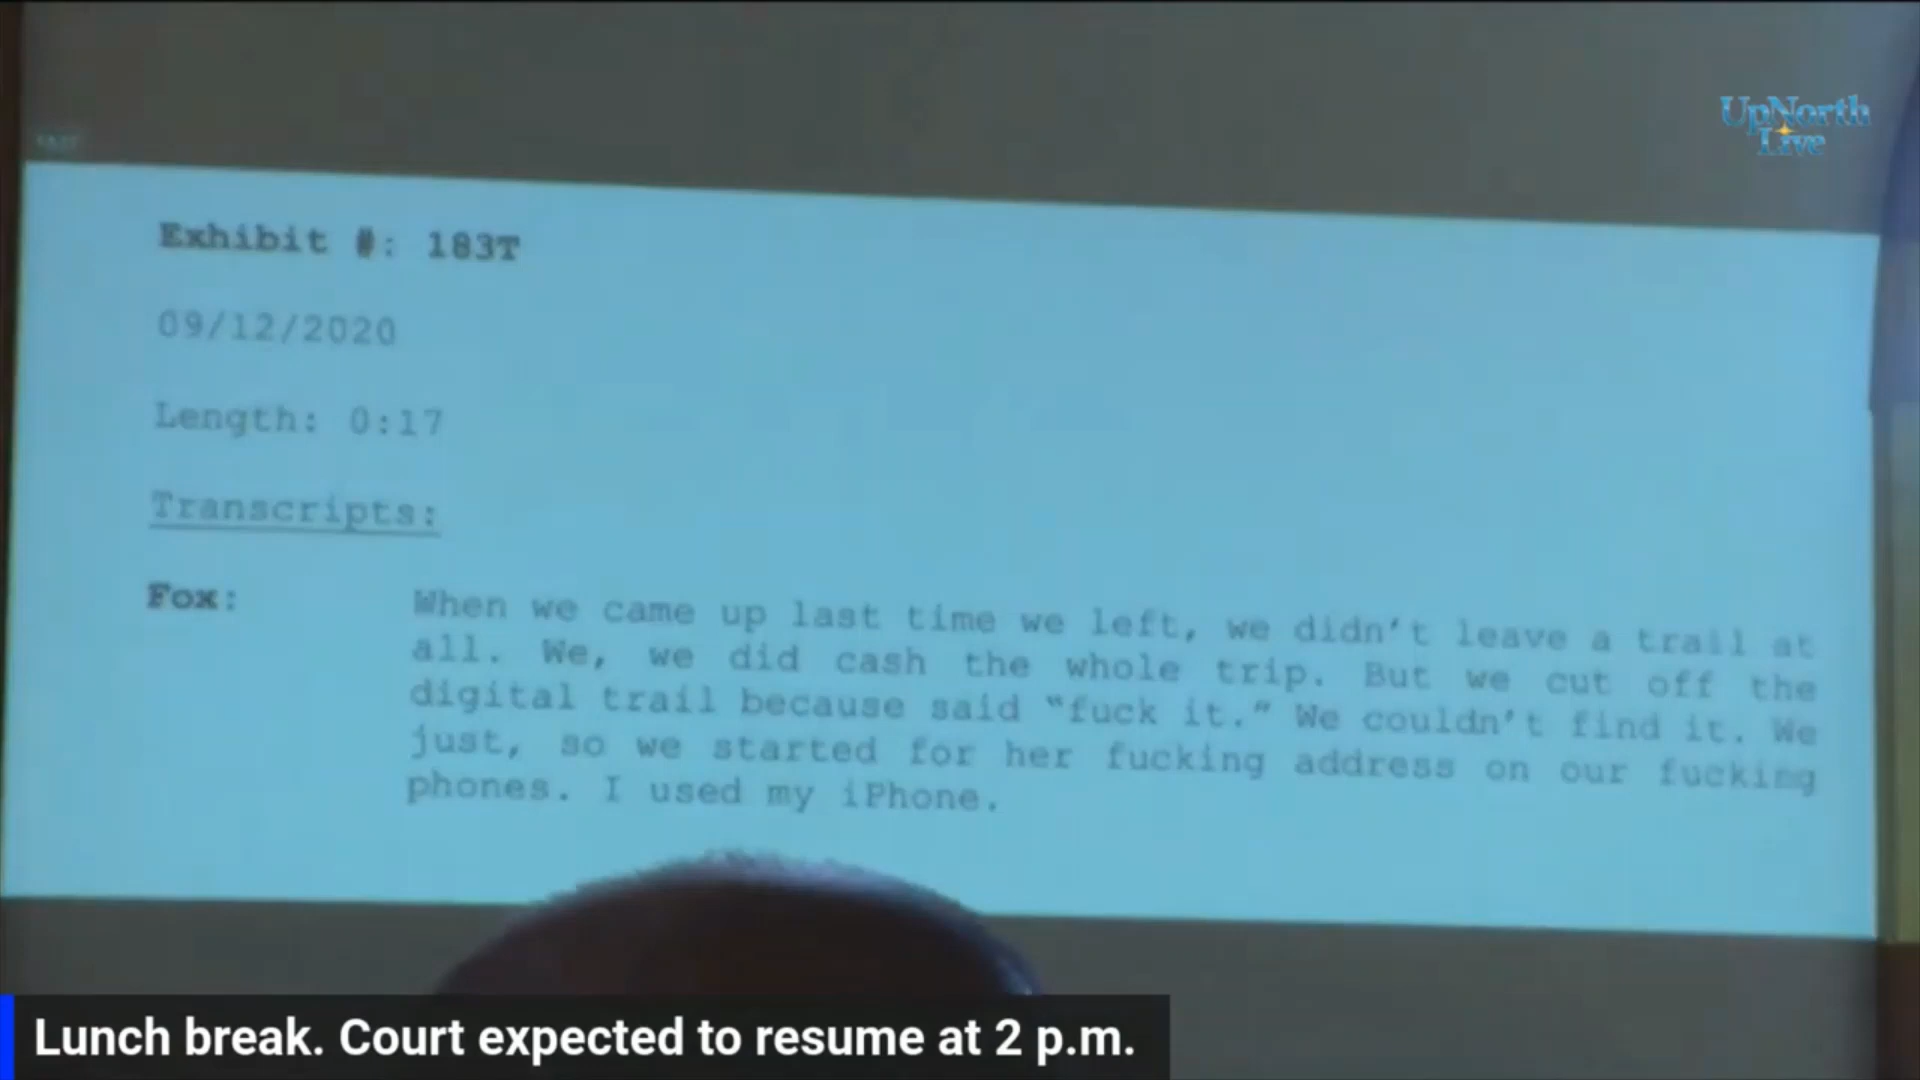 UpNorth
Live
Exhibit #: 183T
09/12/2020
Length: 0:17
Transcripts:
Fox:
When we came up last time we left, we didn't leave a trail at
all. We, we did cash the whole trip. But we cut off the
digital trail because said "fuck it." We couldn't find it. We
just, so we started for her fucking address on our fucking
phones. I used my iPhone.
Lunch break. Court expected to resume at 2 p.m.